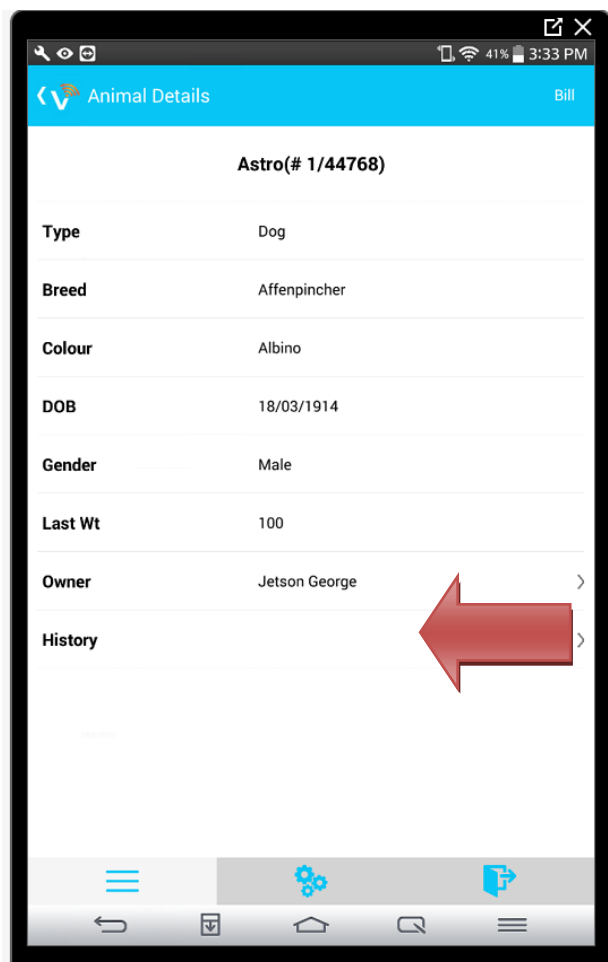 41% 3:33 PM
Animal Details Bill
Astro(# 1/44768)
Type Dog
Breed Affenpincher
Colour Albino
DOB 18/03/1914
Gender Male
Last Wt 100
Owner Jetson George
History